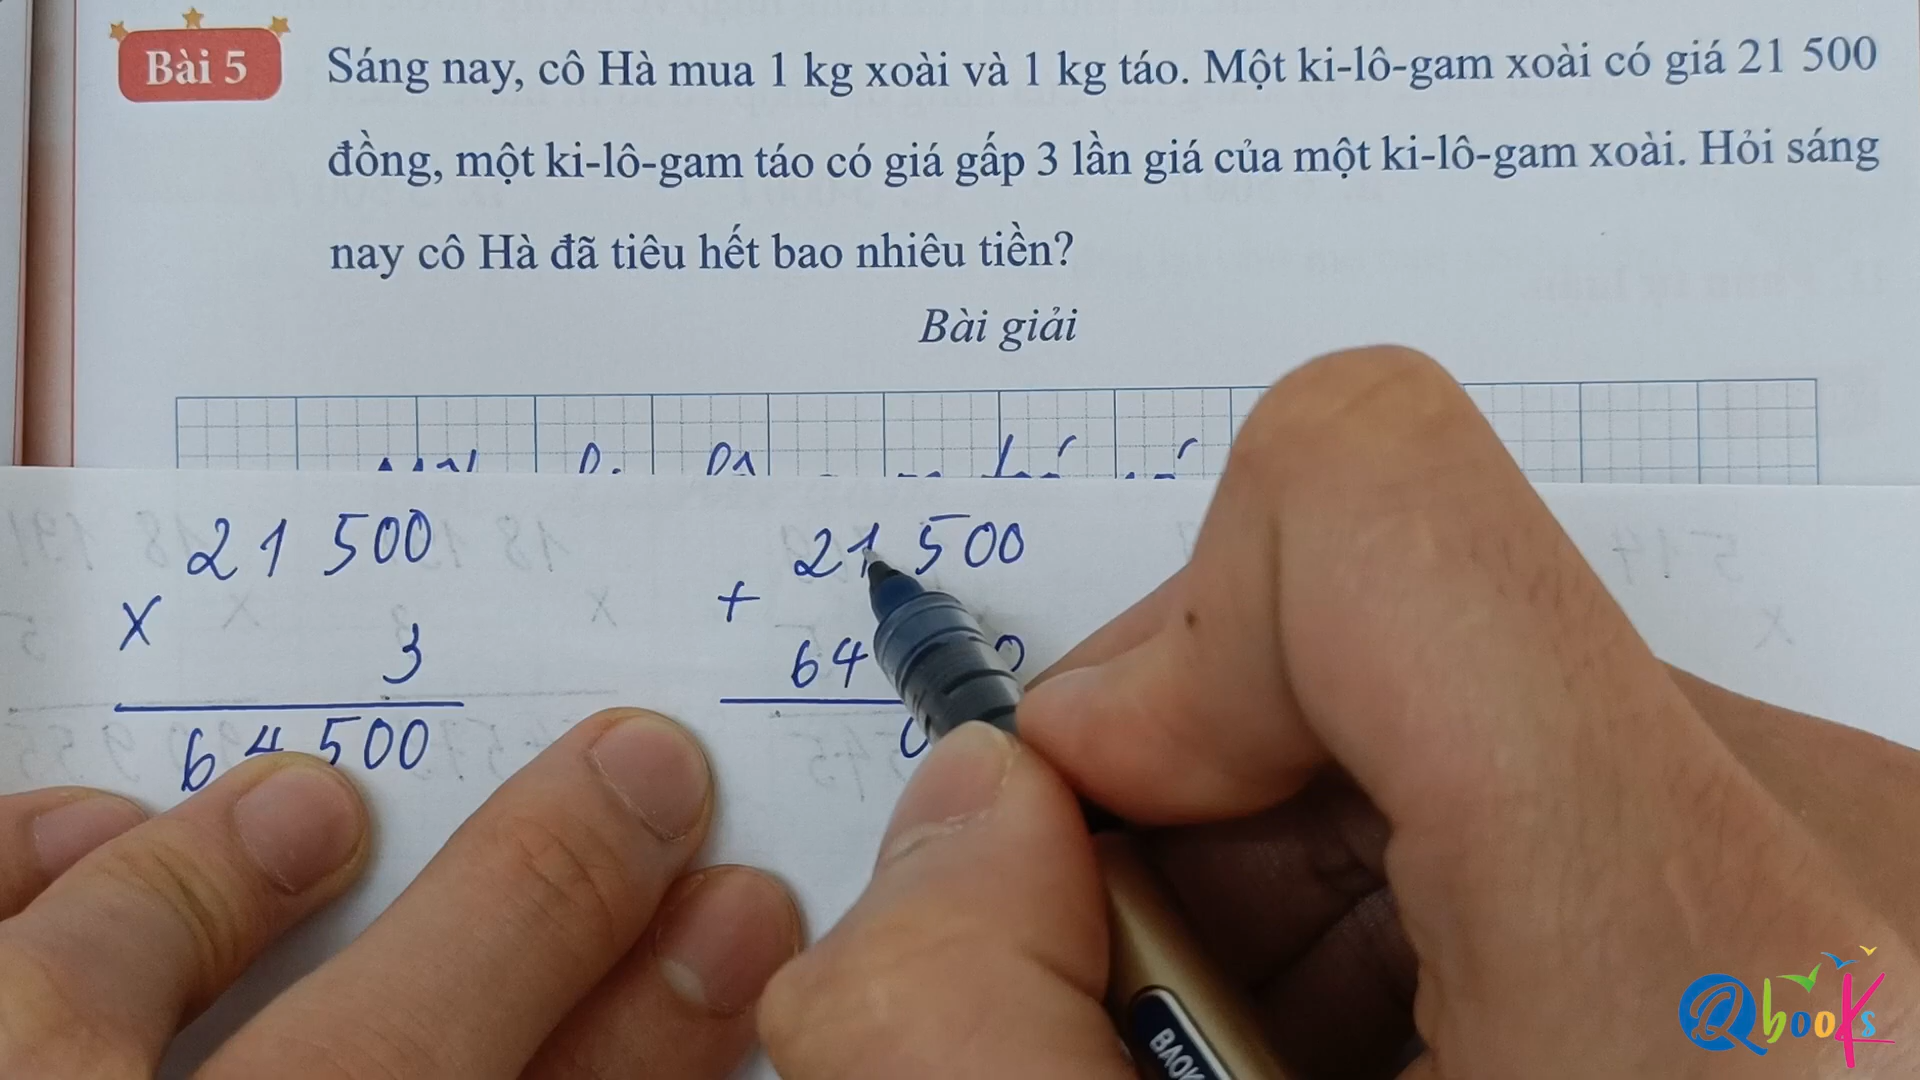 Bài 5
Sáng nay, cô Hà mua 1 kg xoài và 1 kg táo. Một ki-lô-gam xoài có giá 21 500
đồng, một ki-lô-gam táo có giá gấp 3 lần giá của một ki-lô-gam xoài. Hỏi sáng
nay cô Hà đã tiêu hết bao nhiêu tiền?
Bài giải
21 500
x
3
64 500
21 500
+
64
Qbooks